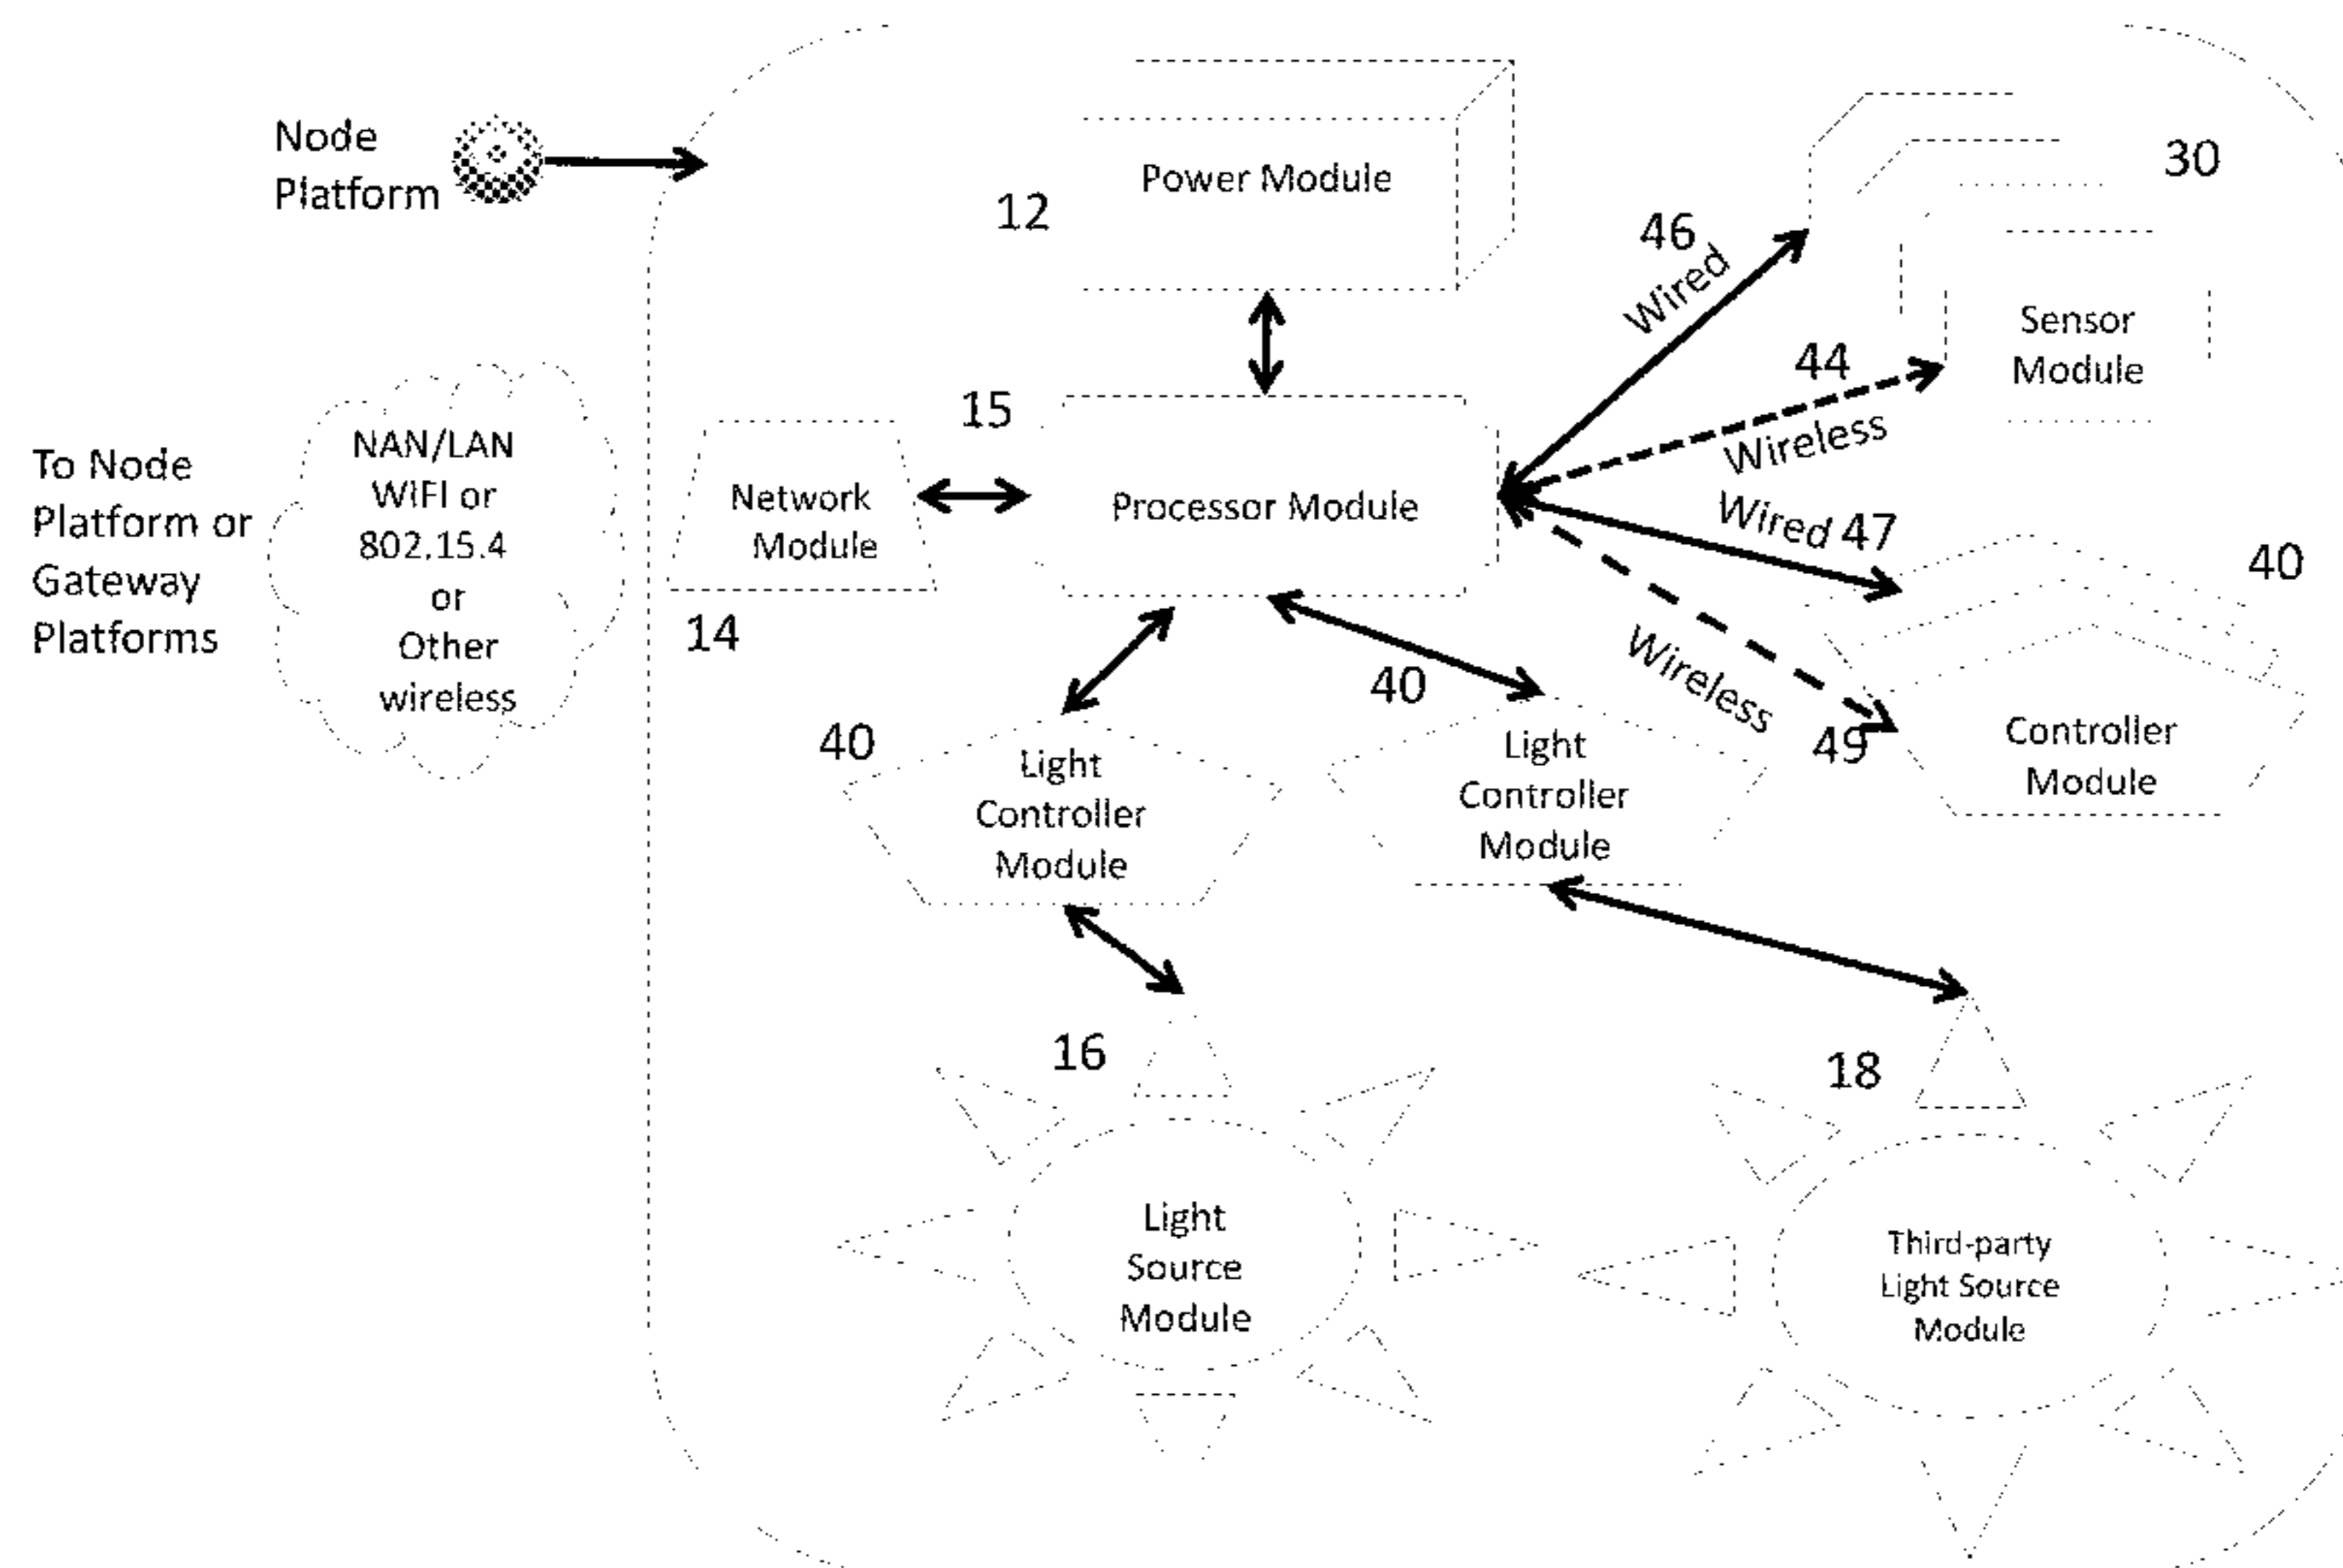 Node
Platform
Power Module
12
30
46
Wired
Sensor
Module
44
Wireless
15
To Node
Platform or
Gateway
Platforms
NAN/LAN
WIFI or
802.15.4
or
Other
wireless
Network
Module
14
Processor Module
Wired 47
40
Wireless
49
Controller
Module
40
Light
Controller
Module
40
Light
Controller
Module
16
Light
Source
Module
18
Third-party
Light Source
Module